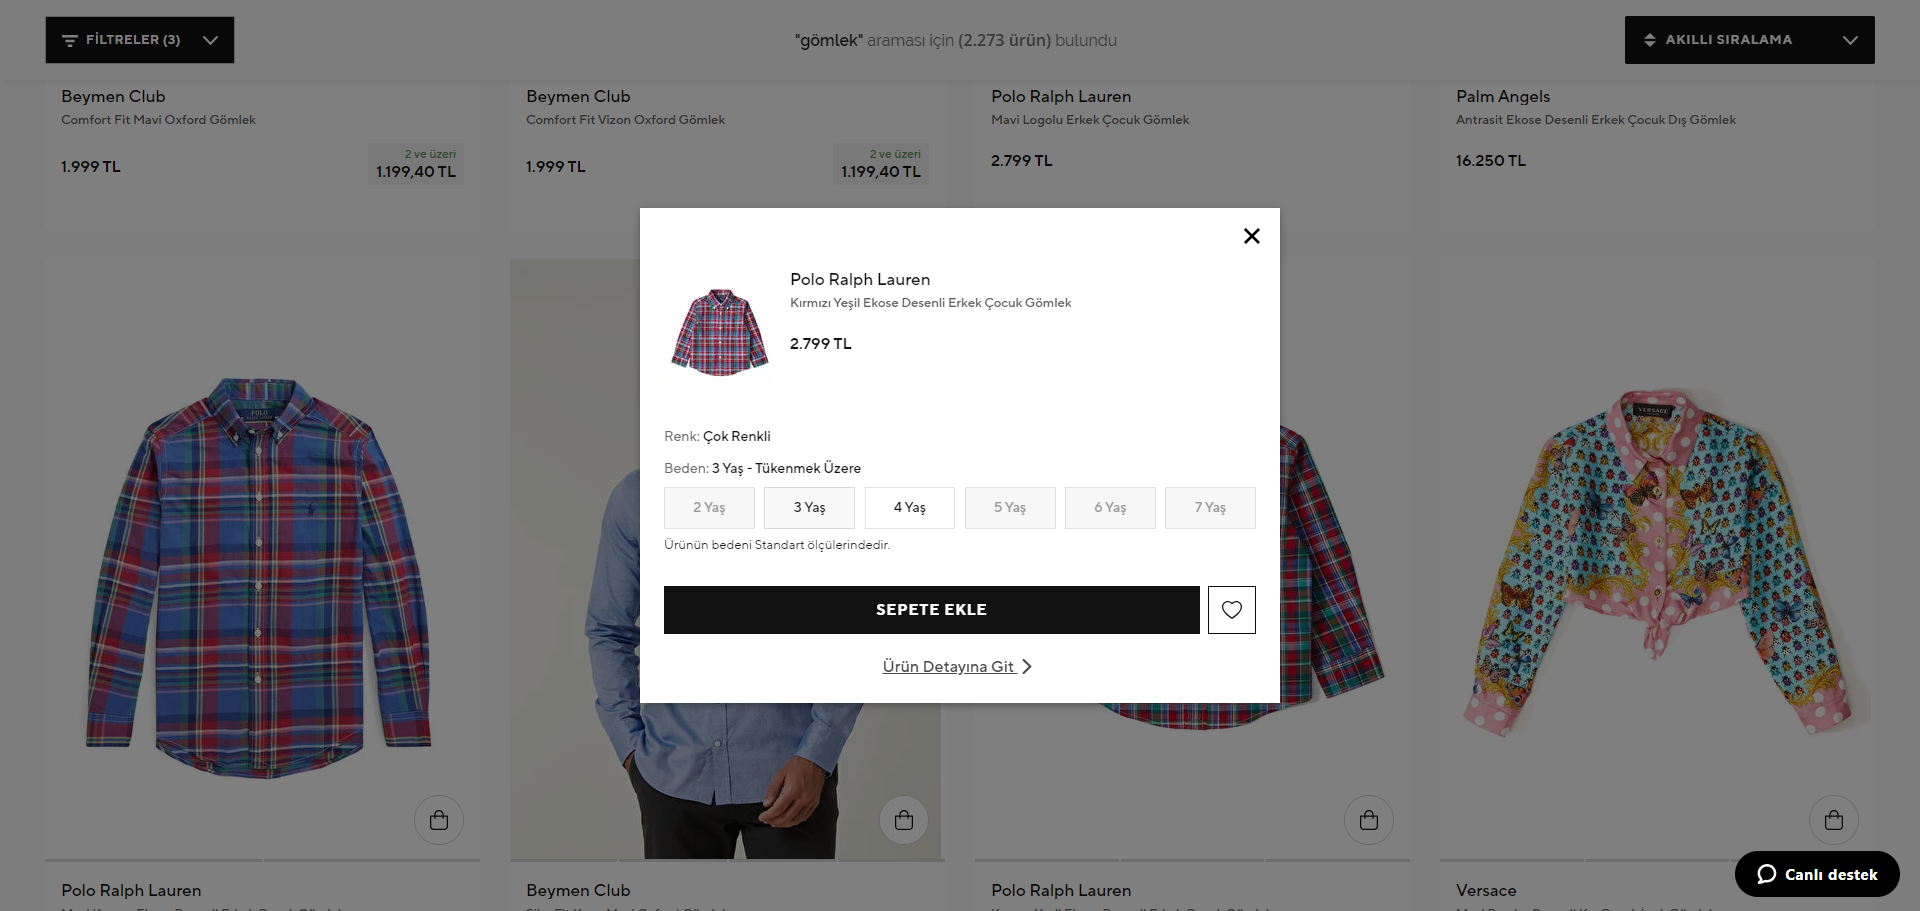 FİLTRELER (3)
"gömlek" araması için (2.273 ürün) bulundu
AKILLI SIRALAMA
Beymen Club
Comfort Fit Mavi Oxford Gömlek
1.999 TL
2 ve üzeri
1.199,40 TL
Beymen Club
Comfort Fit Vizon Oxford Gömlek
1.999 TL
2 ve üzeri
1.199,40 TL
Polo Ralph Lauren
Mavi Logolu Erkek Çocuk Gömlek
2.799 TL
Palm Angels
Antrasit Ekose Desenli Erkek Çocuk Dış Gömlek
16.250 TL
Polo Ralph Lauren
Kırmızı Yeşil Ekose Desenli Erkek Çocuk Gömlek
2.799 TL
Renk: Çok Renkli
Beden: 3 Yaş - Tükenmek Üzere
2 Yaş
3 Yaş
4 Yaş
5 Yaş
6 Yaş
7 Yaş
Ürünün bedeni Standart ölçülerindedir.
SEPETE EKLE
Ürün Detayına Git
POLO
VERSACE
Polo Ralph Lauren
Beymen Club
Polo Ralph Lauren
Versace
Canlı destek